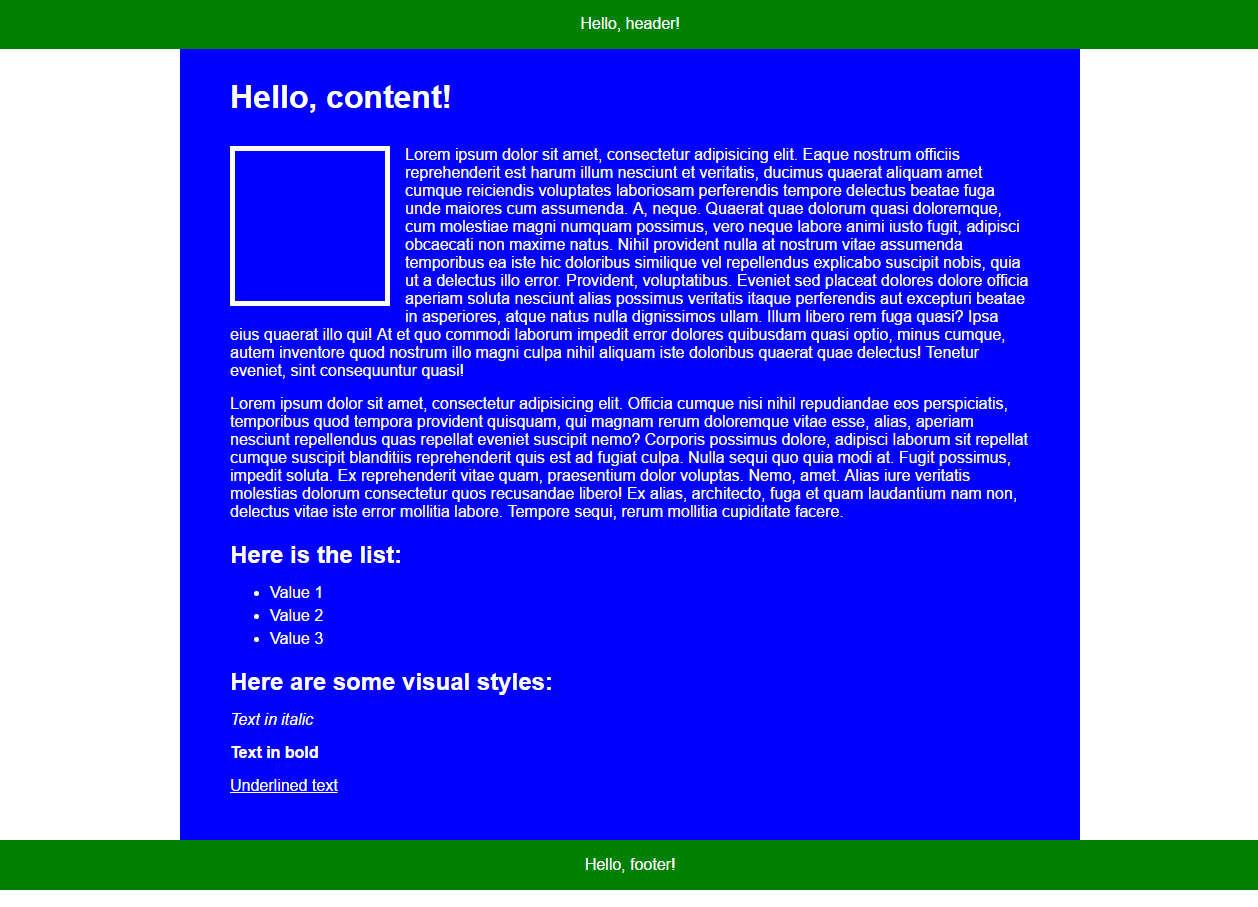 Hello, header!
Hello, content!
Lorem ipsum dolor sit amet, consectetur adipisicing elit. Eaque nostrum officiis
reprehenderit est harum illum nesciunt et veritatis, ducimus quaerat aliquam amet
cumque reiciendis voluptates laboriosam perferendis tempore delectus beatae fuga
unde maiores cum assumenda. A, neque. Quaerat quae dolorum quasi doloremque,
cum molestiae magni numquam possimus, vero neque labore animi iusto fugit, adipisci
obcaecati non maxime natus. Nihil provident nulla at nostrum vitae assumenda
temporibus ea iste hic doloribus similique vel repellendus explicabo suscipit nobis, quia
ut a delectus illo error. Provident, voluptatibus. Eveniet sed placeat dolores dolore officia
aperiam soluta nesciunt alias possimus veritatis itaque perferendis aut excepturi beatae
in asperiores, atque natus nulla dignissimos ullam. Illum libero rem fuga quasi? Ipsa
eius quaerat illo qui! At et quo commodi laborum impedit error dolores quibusdam quasi optio, minus cumque,
autem inventore quod nostrum illo magni culpa nihil aliquam iste doloribus quaerat quae delectus! Tenetur
eveniet, sint consequuntur quasi!
Lorem ipsum dolor sit amet, consectetur adipisicing elit. Officia cumque nisi nihil repudiandae eos perspiciatis,
temporibus quod tempora provident quisquam, qui magnam rerum doloremque vitae esse, alias, aperiam
nesciunt repellendus quas repellat eveniet suscipit nemo? Corporis possimus dolore, adipisci laborum sit repellat
cumque suscipit blanditiis reprehenderit quis est ad fugiat culpa. Nulla sequi quo quia modi at. Fugit possimus,
impedit soluta. Ex reprehenderit vitae quam, praesentium dolor voluptas. Nemo, amet. Alias iure veritatis
molestias dolorum consectetur quos recusandae libero! Ex alias, architecto, fuga et quam laudantium nam non,
delectus vitae iste error mollitia labore. Tempore sequi, rerum mollitia cupiditate facere.
Here is the list:
• Value 1
• Value 2
• Value 3
Here are some visual styles:
Text in italic
Text in bold
Underlined text
Hello, footer!